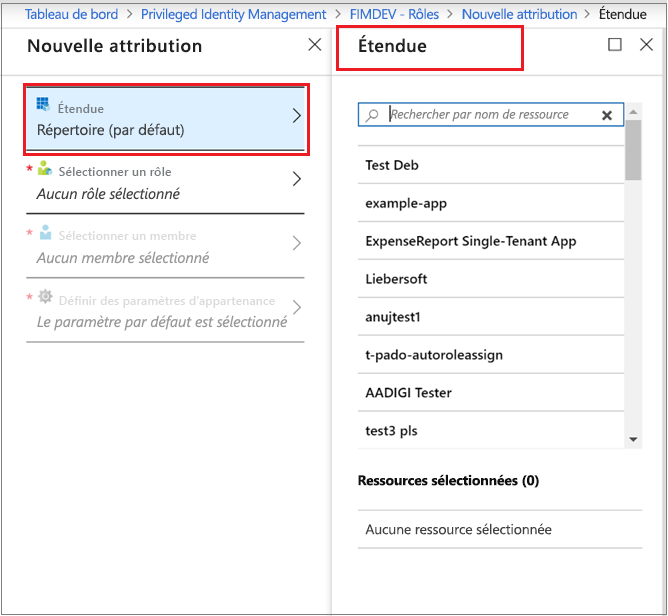 Tableau de bord > Privileged Identity Management > FIMDEV - Rôles > Nouvelle attribution > Étendue
Nouvelle attribution
Étendue
Répertoire (par défaut)
* Sélectionner un rôle
Aucun rôle sélectionné
* Sélectionner un membre
Aucun membre sélectionné
* Définir des paramètres d'appartenance
Le paramètre par défaut est sélectionné
Étendue
Rechercher par nom de ressource
Test Deb
example-app
ExpenseReport Single-Tenant App
Liebersoft
anujtest1
t-pado-autoroleassign
AADIGI Tester
test3 pls
Ressources sélectionnées (0)
Aucune ressource sélectionnée